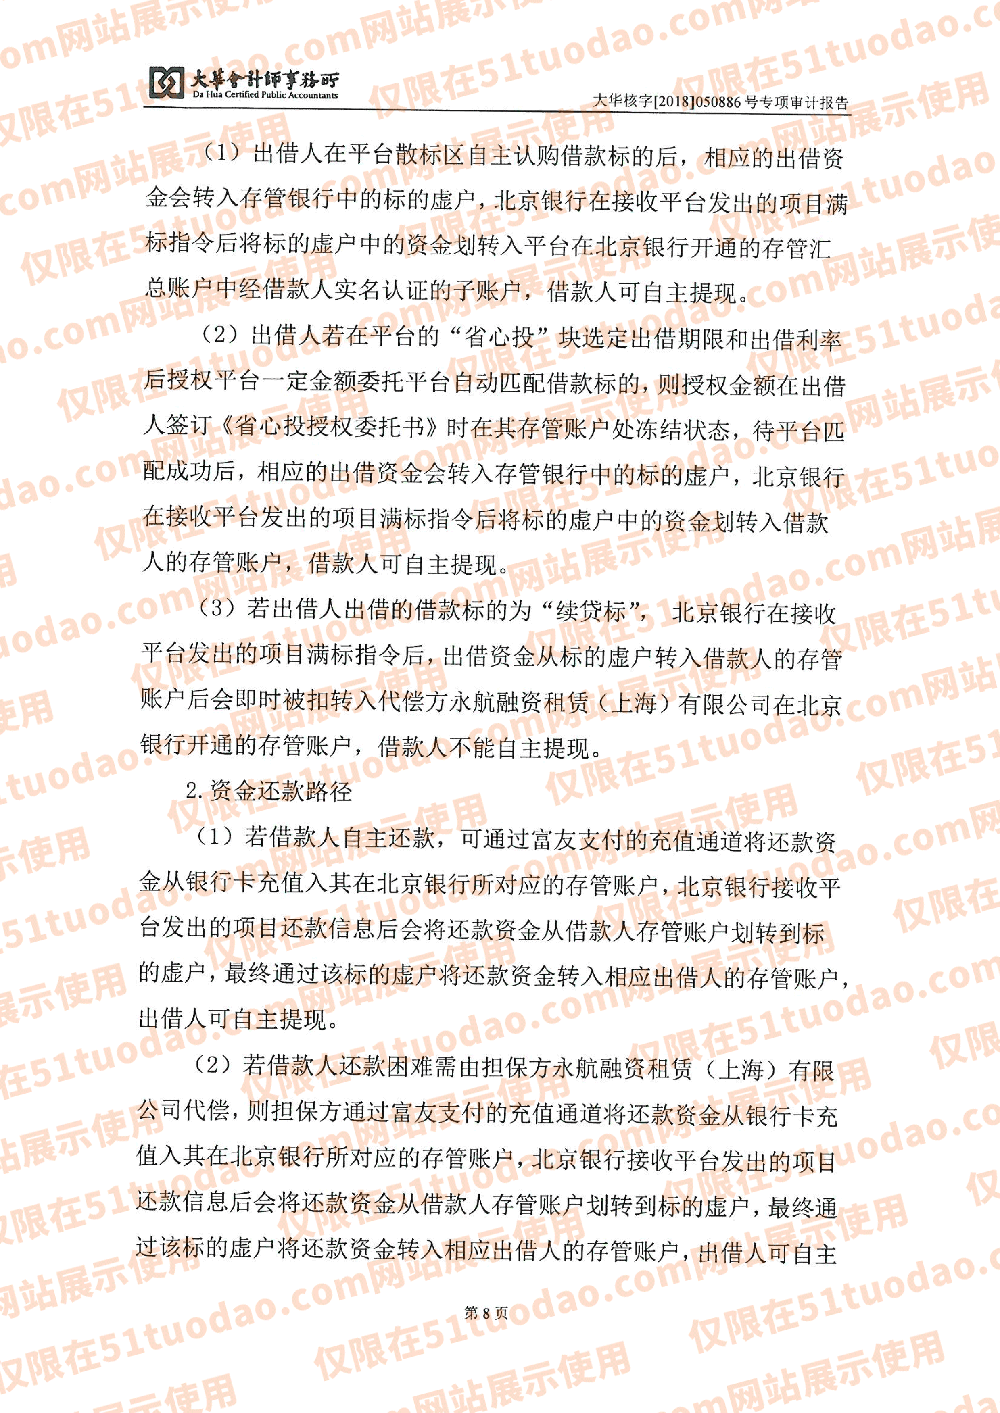 大华会计师事务所
Da Hua Certified Public Accountants
大华核字[2018]050886号专项审计报告
（1）出借人在平台散标区自主认购借款标的后，相应的出借资
金会转入存管银行中的标的虚户，北京银行在接收平台发出的项目满
标指令后将标的虚户中的资金划转入平台在北京银行开通的存管汇
总账户中经借款人实名认证的子账户，借款人可自主提现。
（2）出借人若在平台的“省心投”块选定出借期限和出借利率
后授权平台一定金额委托平台自动匹配借款标的，则授权金额在出借
人签订《省心投授权委托书》时在其存管账户处冻结状态，待平台匹
配成功后，相应的出借资金会转入存管银行中的标的虚户，北京银行
在接收平台发出的项目满标指令后将标的虚户中的资金划转入借款
人的存管账户，借款人可自主提现。
（3）若出借人出借的借款标的为“续贷标”， 北京银行在接收
平台发出的项目满标指令后，出借资金从标的虚户转入借款人的存管
账户后会即时被扣转入代偿方永航融资租赁（上海）有限公司在北京
银行开通的存管账户，借款人不能自主提现。
2.资金还款路径
（1）若借款人自主还款，可通过富友支付的充值通道将还款资
金从银行卡充值入其在北京银行所对应的存管账户，北京银行接收平
台发出的项目还款信息后会将还款资金从借款人存管账户划转到标
的虚户，最终通过该标的虚户将还款资金转入相应出借人的存管账户，
出借人可自主提现。
（2）若借款人还款困难需由担保方永航融资租赁（上海）有限
公司代偿，则担保方通过富友支付的充值通道将还款资金从银行卡充
值入其在北京银行所对应的存管账户，北京银行接收平台发出的项目
还款信息后会将还款资金从借款人存管账户划转到标的虚户，最终通
过该标的虚户将还款资金转入相应出借人的存管账户，出借人可自主
第 8 页
仅限在51tuodao.com网站展示使用